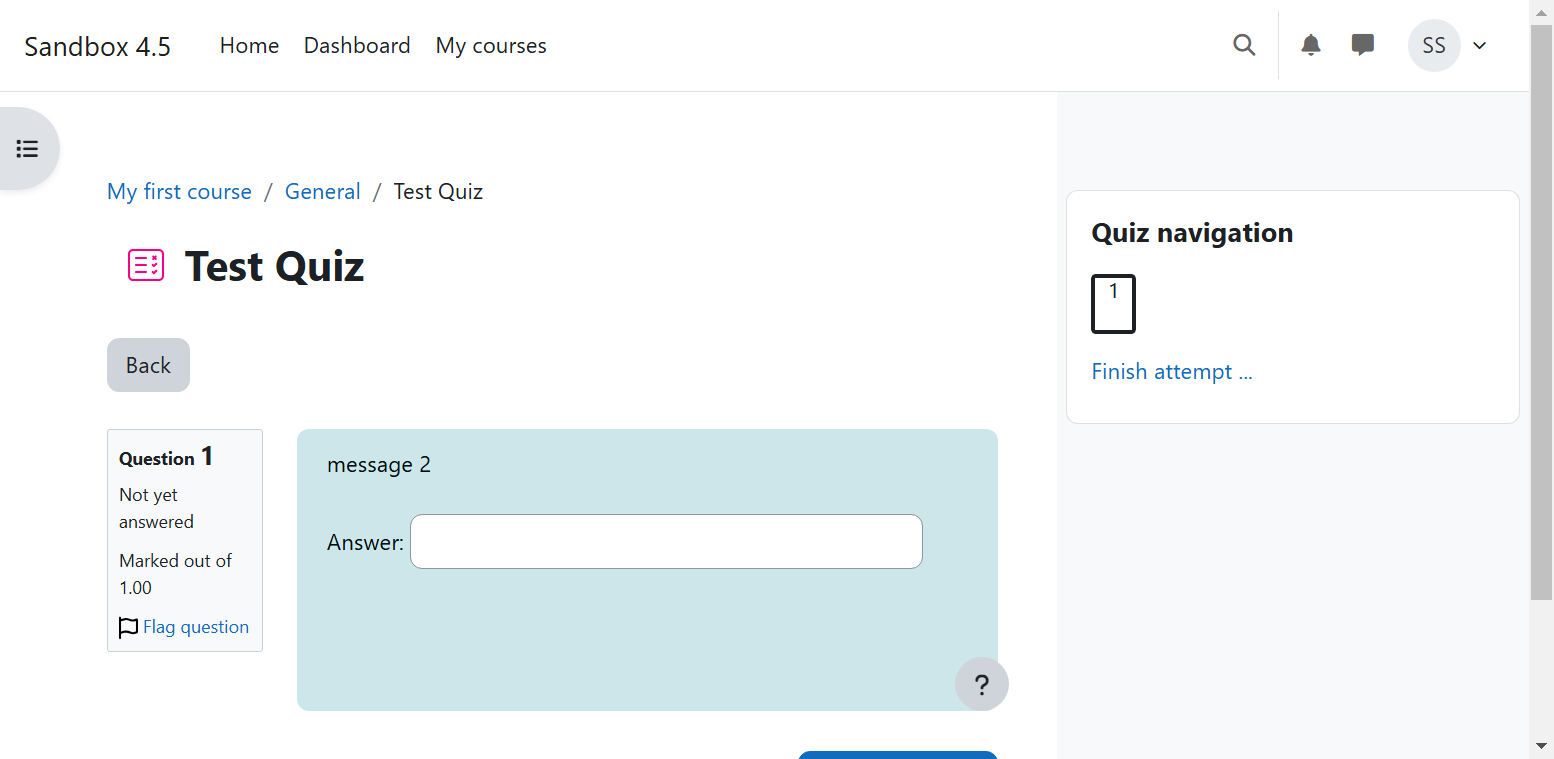 Sandbox 4.5 Home Dashboard My courses SS
My first course / General / Test Quiz
Test Quiz
Back
Question 1
Not yet
answered
Marked out of
1.00
Flag question
message 2
Answer:
?
Quiz navigation
1
Finish attempt ...